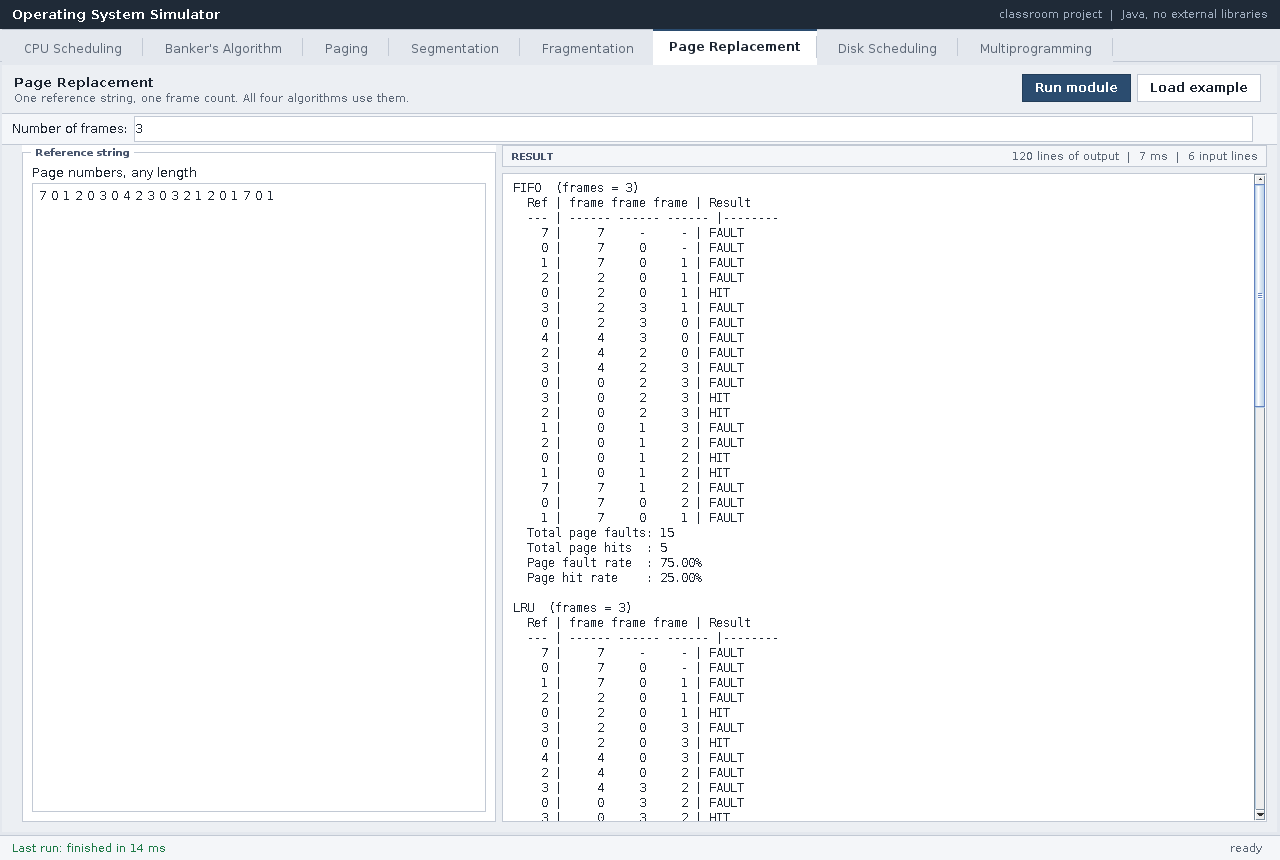 Operating System Simulator
classroom project | Java, no external libraries
CPU Scheduling Banker's Algorithm Paging Segmentation Fragmentation Page Replacement Disk Scheduling Multiprogramming
Page Replacement
One reference string, one frame count. All four algorithms use them.
Run module Load example
Number of frames: 3
Reference string
Page numbers, any length
7 0 1 2 0 3 0 4 2 3 0 3 2 1 2 0 1 7 0 1
RESULT
120 lines of output | 7 ms | 6 input lines
FIFO (frames = 3)
Ref | frame frame frame | Result
--- | ------ ------ ------ |--------
7 | 7 - - | FAULT
0 | 7 0 - | FAULT
1 | 7 0 1 | FAULT
2 | 2 0 1 | FAULT
0 | 2 0 1 | HIT
3 | 2 3 1 | FAULT
0 | 2 3 0 | FAULT
4 | 4 3 0 | FAULT
2 | 4 2 0 | FAULT
3 | 4 2 3 | FAULT
0 | 0 2 3 | FAULT
3 | 0 2 3 | HIT
2 | 0 2 3 | HIT
1 | 0 1 3 | FAULT
2 | 0 1 2 | FAULT
0 | 0 1 2 | HIT
1 | 0 1 2 | HIT
7 | 7 1 2 | FAULT
0 | 7 0 2 | FAULT
1 | 7 0 1 | FAULT
Total page faults: 15
Total page hits : 5
Page fault rate : 75.00%
Page hit rate : 25.00%
LRU (frames = 3)
Ref | frame frame frame | Result
--- | ------ ------ ------ |--------
7 | 7 - - | FAULT
0 | 7 0 - | FAULT
1 | 7 0 1 | FAULT
2 | 2 0 1 | FAULT
0 | 2 0 1 | HIT
3 | 2 0 3 | FAULT
0 | 2 0 3 | HIT
4 | 4 0 3 | FAULT
2 | 4 0 2 | FAULT
3 | 4 3 2 | FAULT
0 | 0 3 2 | FAULT
3 | 0 3 2 | HIT
Last run: finished in 14 ms
ready